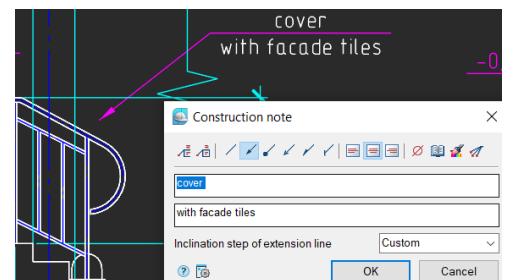 cover
with facade tiles
-0
Construction note
cover
with facade tiles
Inclination step of extension line
Custom
OK
Cancel